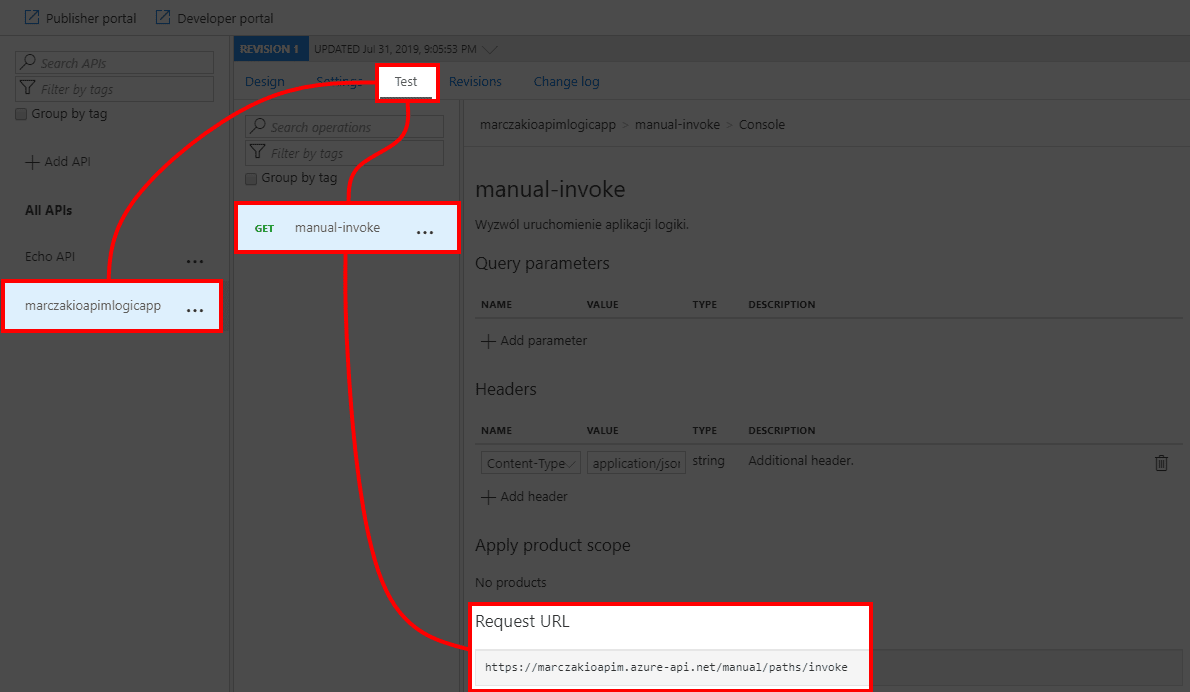 Publisher portal
Developer portal
Search APIs
Filter by tags
Group by tag
Add API
All APIs
Echo API
...
marczakioapimlogicapp
...
REVISION 1
UPDATED Jul 31, 2019, 9:05:53 PM
Design
Settings
Test
Revisions
Change log
Search operations
Filter by tags
Group by tag
GET
manual-invoke
...
marczakioapimlogicapp > manual-invoke > Console
manual-invoke
Wyzwól uruchomienie aplikacji logiki.
Query parameters
NAME VALUE TYPE DESCRIPTION
Add parameter
Headers
NAME VALUE TYPE DESCRIPTION
Content-Type application/json string Additional header.
Add header
Apply product scope
No products
Request URL
https://marczakioapim.azure-api.net/manual/paths/invoke